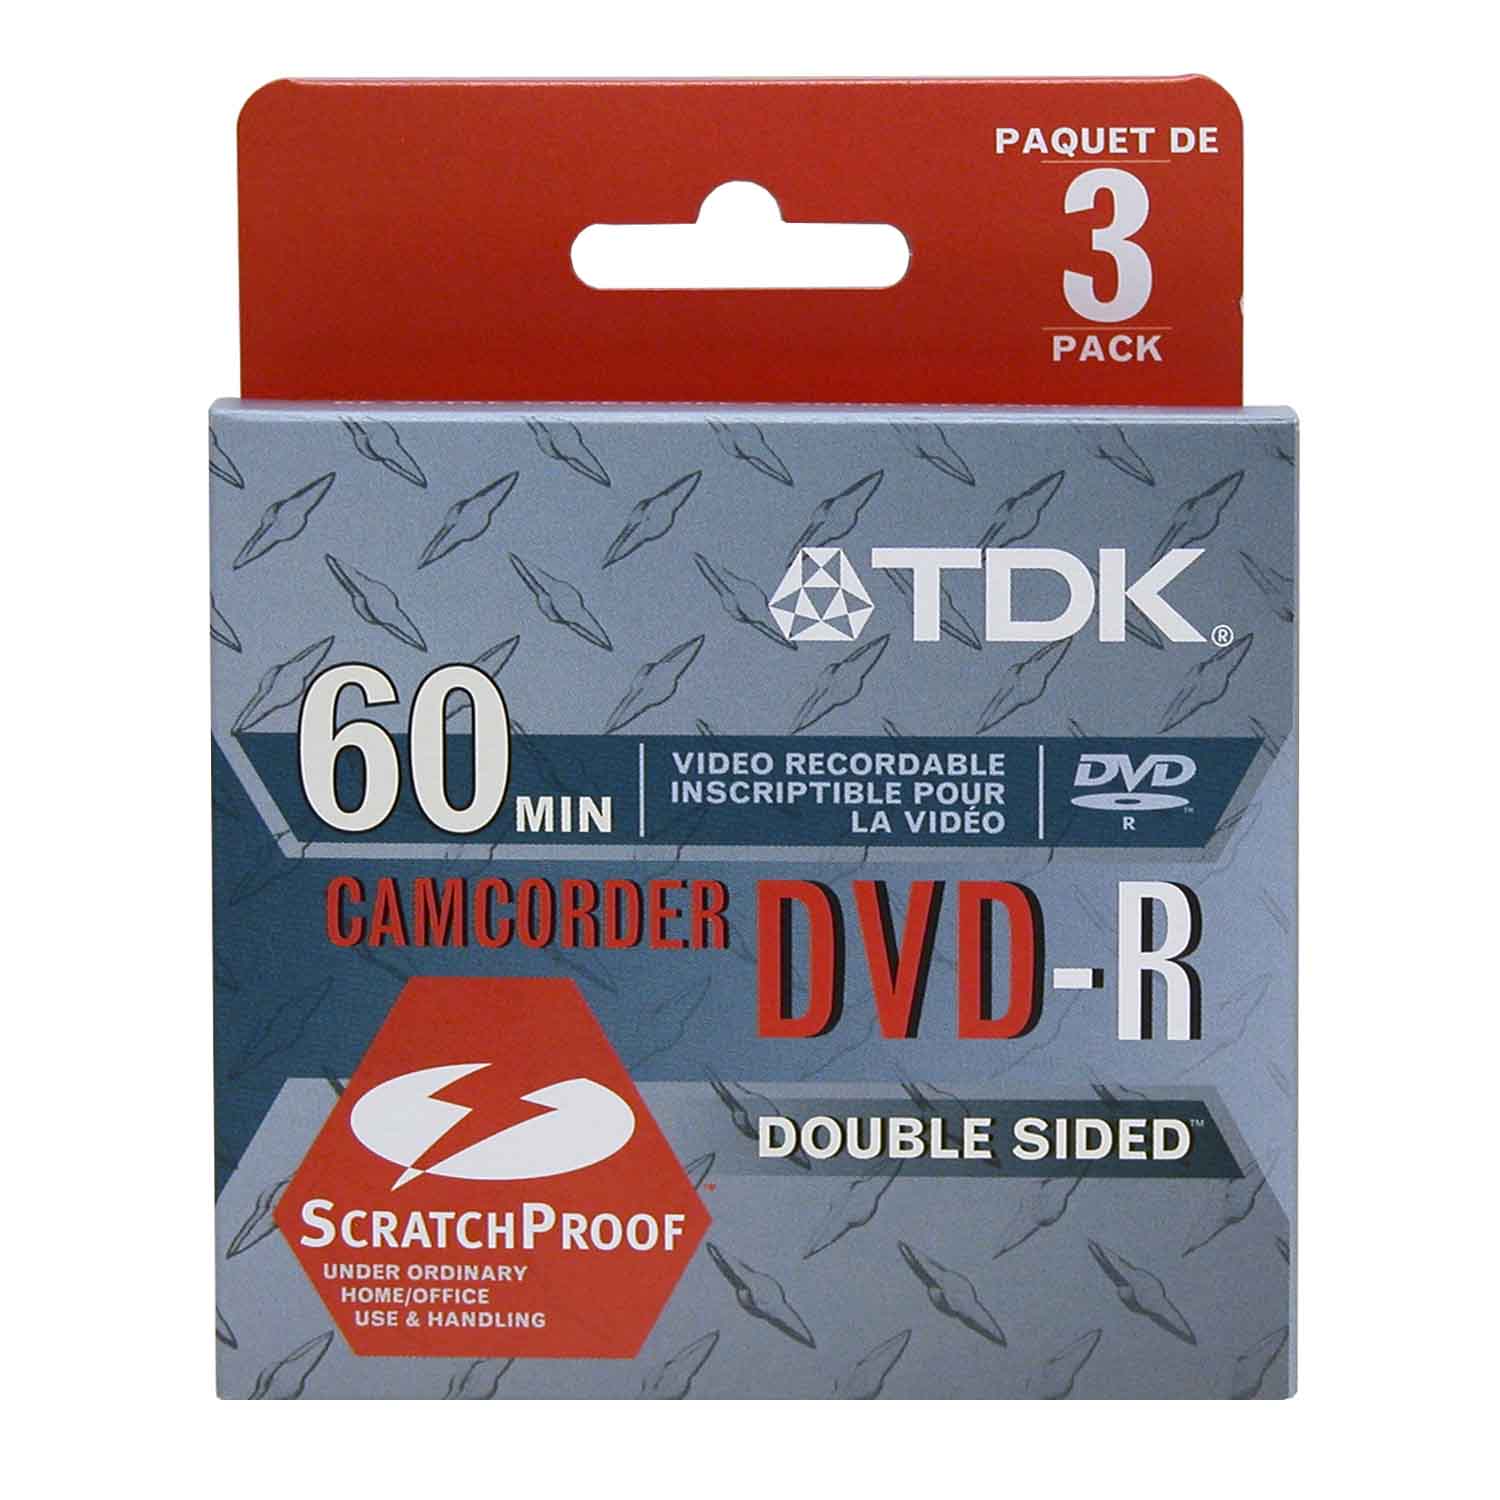 PAQUET DE
3
PACK
TDK®
60 MIN
VIDEO RECORDABLE
INSCRIPTIBLE POUR
LA VIDÉO
DVD™
R
CAMCORDER DVD-R
DOUBLE SIDED™
SCRATCHPROOF™
UNDER ORDINARY
HOME/OFFICE
USE & HANDLING